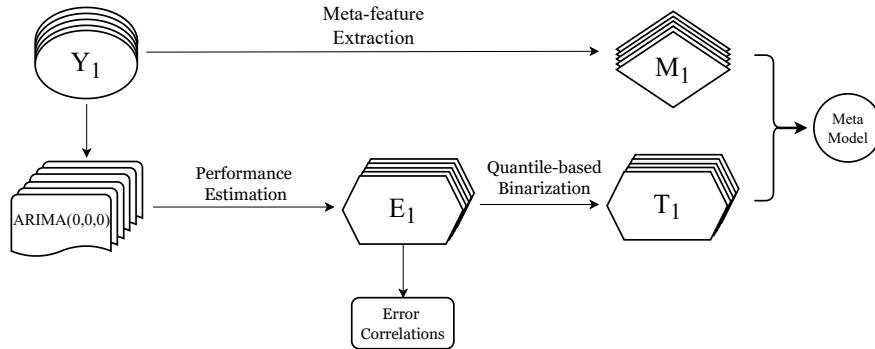 Meta-feature
Extraction
Y1
M1
Meta
Model
Performance
Estimation
Quantile-based
Binarization
ARIMA(0,0,0)
E1
T1
Error
Correlations